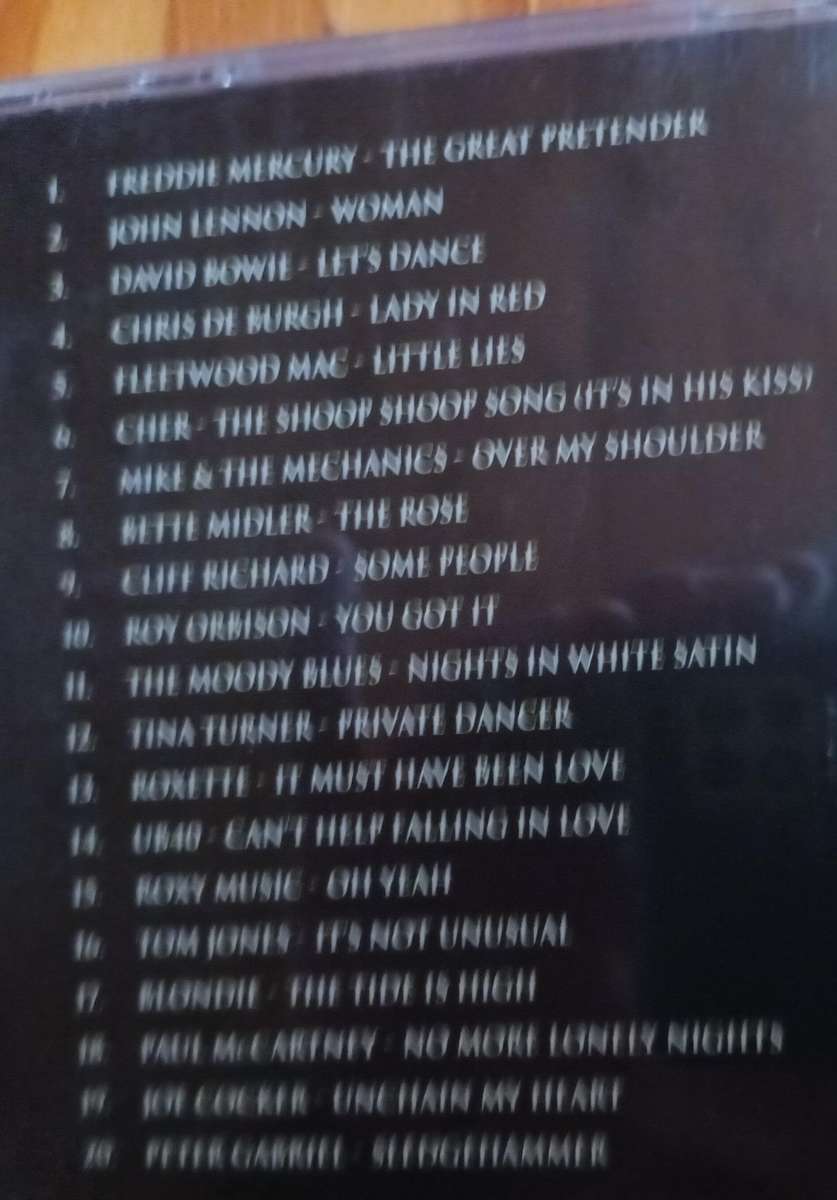 1. FREDDIE MERCURY - THE GREAT PRETENDER
2. JOHN LENNON - WOMAN
3. DAVID BOWIE - LET'S DANCE
4. CHRIS DE BURGH - LADY IN RED
5. FLEETWOOD MAC - LITTLE LIES
6. CHER - THE SHOOP SHOOP SONG (IT'S IN HIS KISS)
7. MIKE & THE MECHANICS - OVER MY SHOULDER
8. BETTE MIDLER - THE ROSE
9. CLIFF RICHARD - SOME PEOPLE
10. ROY ORBISON - YOU GOT IT
11. THE MOODY BLUES - NIGHTS IN WHITE SATIN
12. TINA TURNER - PRIVATE DANCER
13. ROXETTE - IT MUST HAVE BEEN LOVE
14. UB40 - CAN'T HELP FALLING IN LOVE
15. ROXY MUSIC - OH YEAH
16. TOM JONES - IT'S NOT UNUSUAL
17. BLONDIE - THE TIDE IS HIGH
18. PAUL McCARTNEY - NO MORE LONELY NIGHTS
19. JOE COCKER - UNCHAIN MY HEART
20. PETER GABRIEL - SLEDGEHAMMER